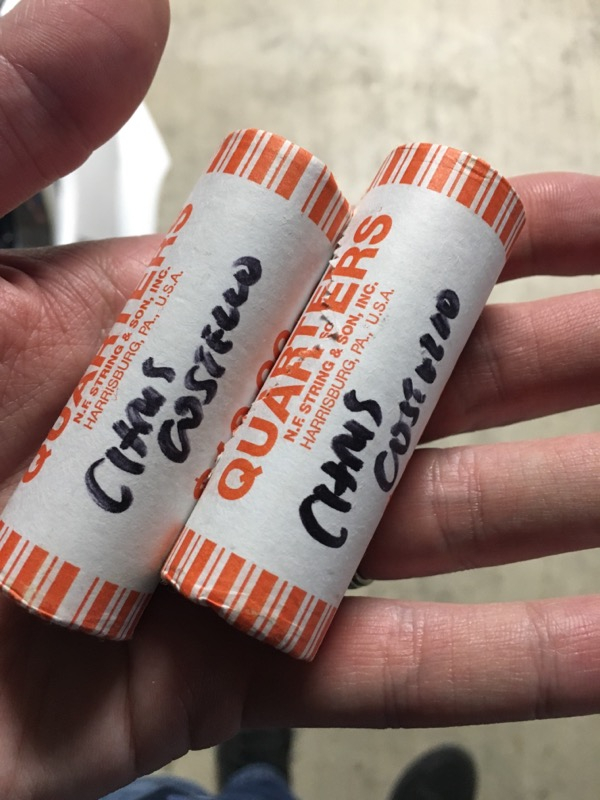 QUARTERS
N.F. STRING & SON, INC.
HARRISBURG, PA., U.S.A.
CHRIS
COSTELLO
QUARTERS
N.F. STRING & SON, INC.
HARRISBURG, PA., U.S.A.
CHRIS
COSTELLO